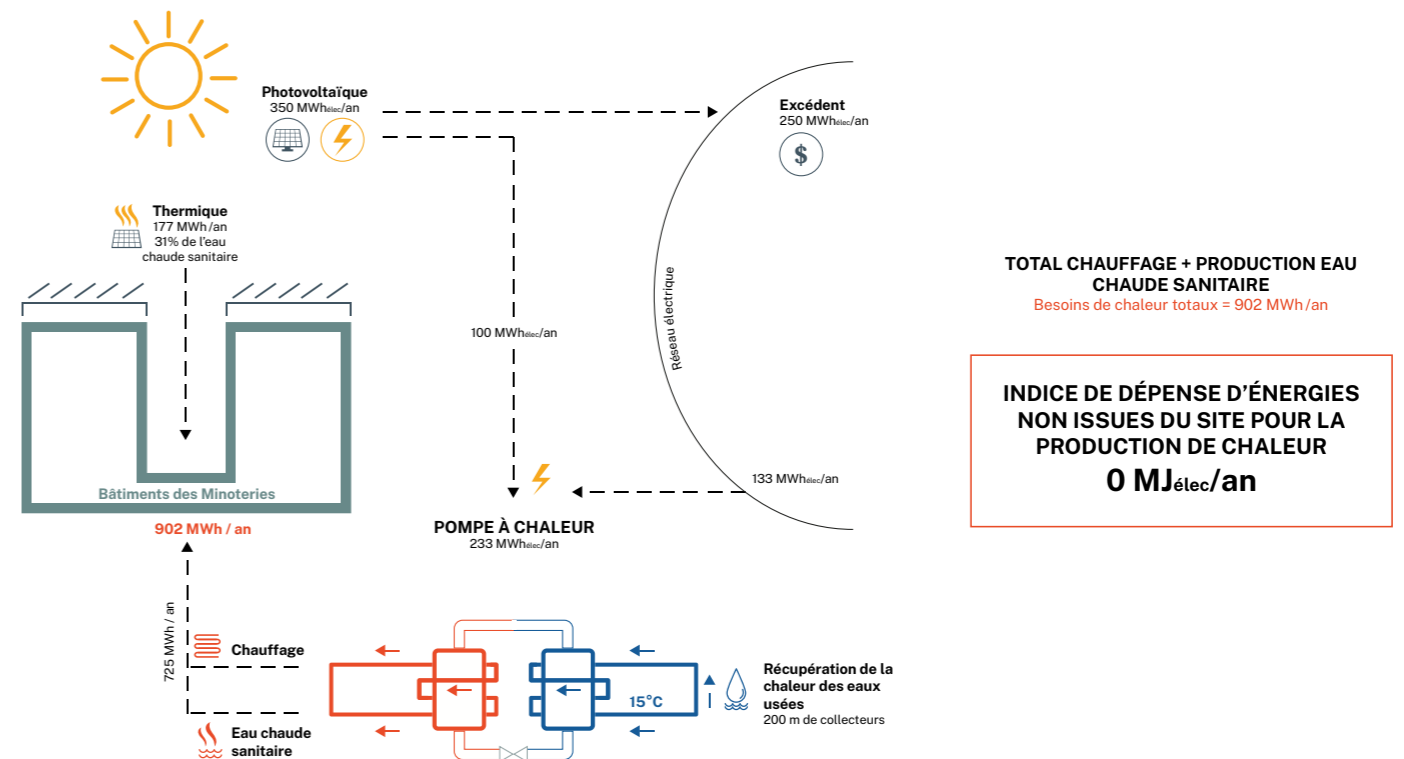 Photovoltaïque
350 MWhélec/an
Excédent
250 MWhélec/an
$
Thermique
177 MWh/an
31% de l'eau
chaude sanitaire
Réseau électrique
100 MWhélec/an
TOTAL CHAUFFAGE + PRODUCTION EAU
CHAUDE SANITAIRE
Besoins de chaleur totaux = 902 MWh/an
INDICE DE DÉPENSE D'ÉNERGIES
NON ISSUES DU SITE POUR LA
PRODUCTION DE CHALEUR
0 MJélec/an
133 MWhélec/an
Bâtiments des Minoteries
902 MWh / an
POMPE À CHALEUR
233 MWhélec/an
725 MWh / an
Chauffage
Eau chaude
sanitaire
15°C
Récupération de la
chaleur des eaux
usées
200 m de collecteurs